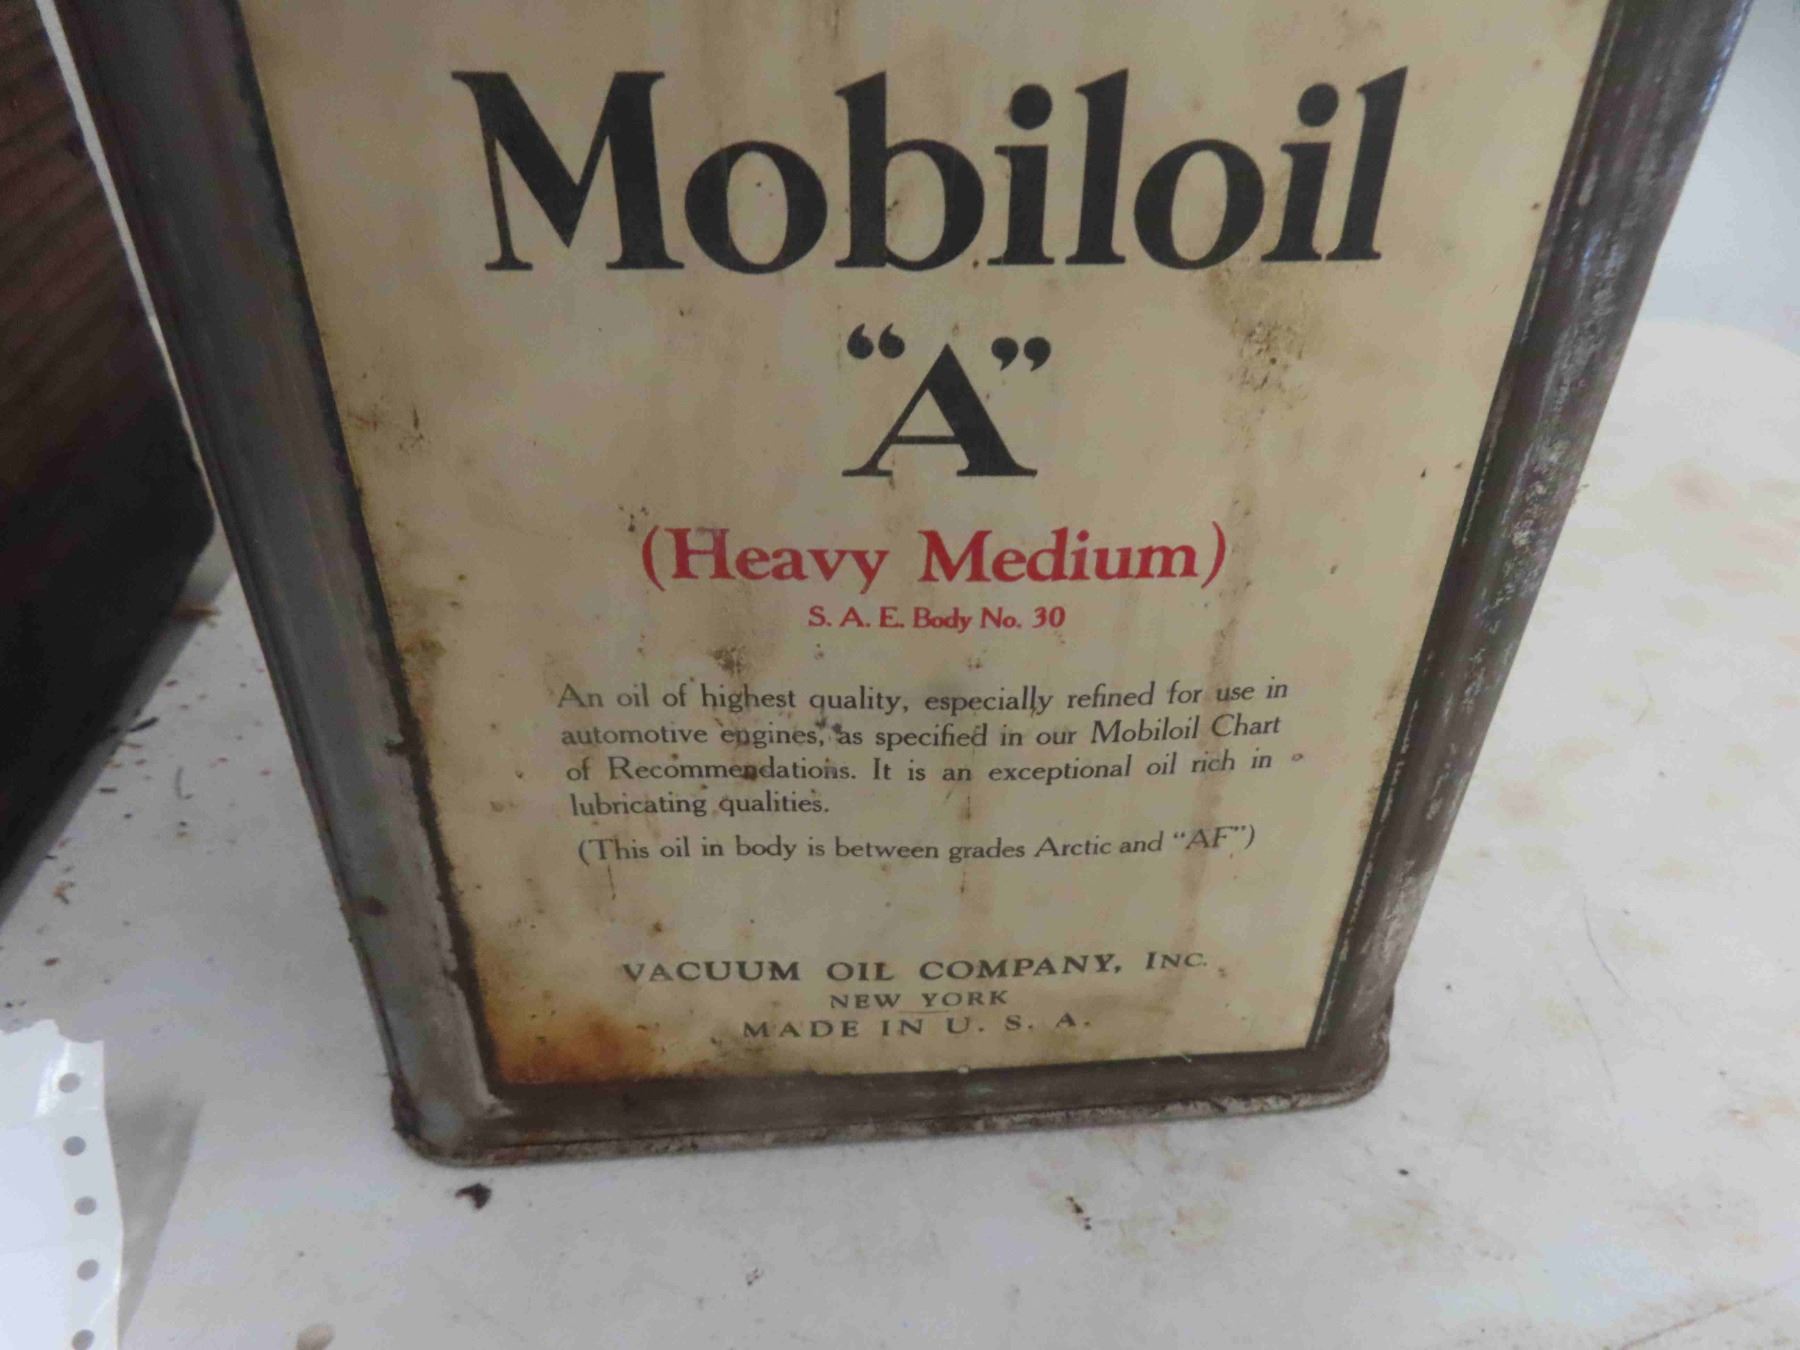 Mobiloil
“A”
(Heavy Medium)
S. A. E. Body No. 30
An oil of highest quality, especially refined for use in
automotive engines, as specified in our Mobiloil Chart
of Recommendations. It is an exceptional oil rich in
lubricating qualities.
(This oil in body is between grades Arctic and “AF”)
VACUUM OIL COMPANY, INC.
NEW YORK
MADE IN U. S. A.